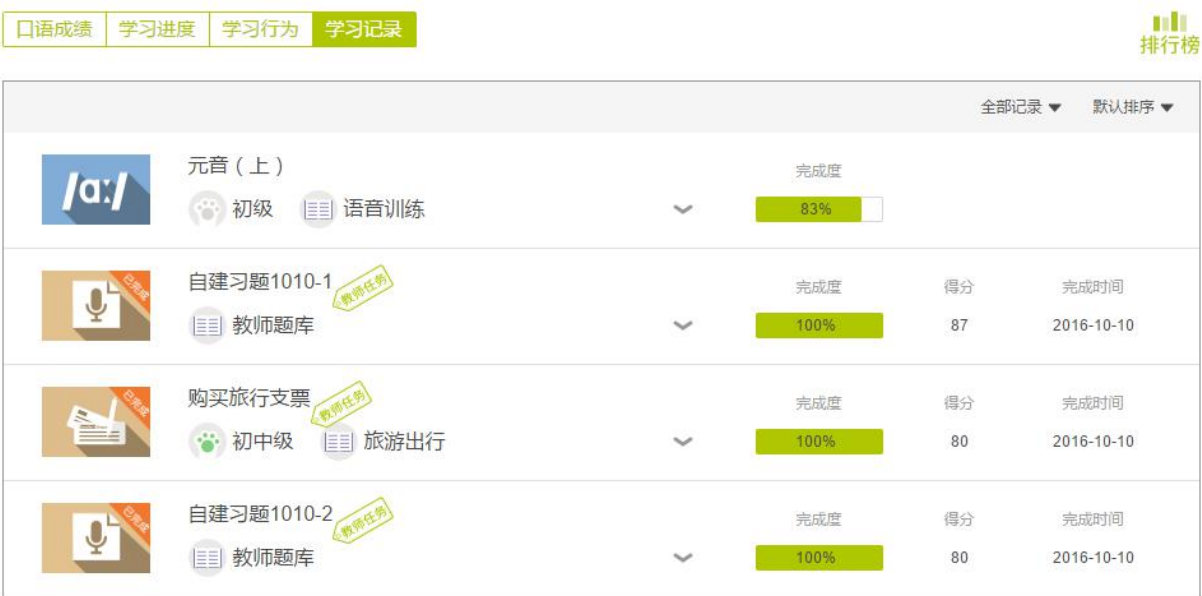 口语成绩 学习进度 学习行为 学习记录
排行榜
全部记录 默认排序
/ɑ:/
元音（上）
初级 语音训练
完成度
83%
已完成
自建习题1010-1 教师任务
教师题库
完成度 得分 完成时间
100% 87 2016-10-10
已完成
购买旅行支票 教师任务
初中级 旅游出行
完成度 得分 完成时间
100% 80 2016-10-10
已完成
自建习题1010-2 教师任务
教师题库
完成度 得分 完成时间
100% 80 2016-10-10